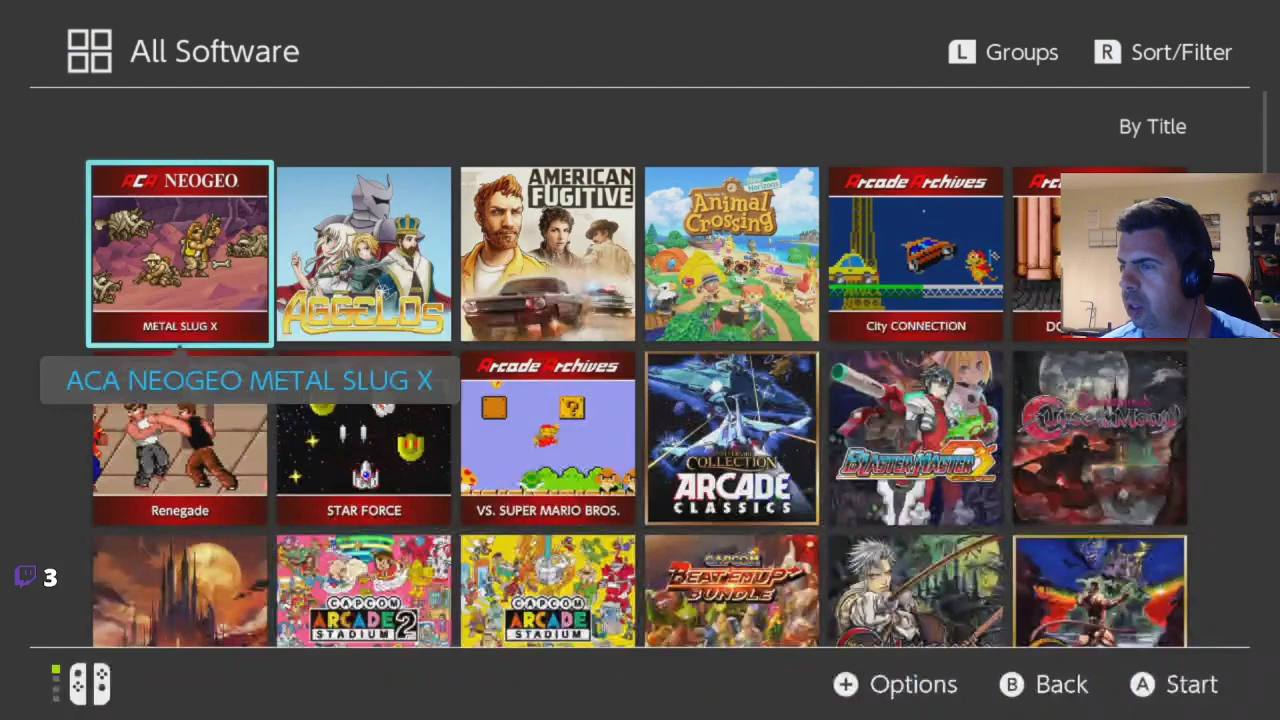 All Software
L Groups
R Sort/Filter
By Title
ACA NEOGEO
METAL SLUG X
AGGELOS
AMERICAN
FUGITIVE
New Horizons
Animal
Crossing
Arcade Archives
City CONNECTION
Arc
DO
ACA NEOGEO METAL SLUG X
Renegade
STAR FORCE
Arcade Archives
VS. SUPER MARIO BROS.
COLLECTION
ARCADE
CLASSICS
BLASTER MASTER
Curse of the Moon
CAPCOM
ARCADE
STADIUM 2
CAPCOM
ARCADE
STADIUM
CAPCOM
BEAT'EM UP
BUNDLE
3
+ Options
B Back
A Start